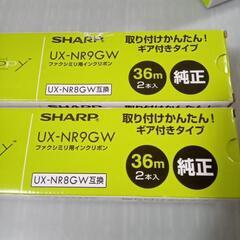 PPY
SHARP
UX-NR9GW
ファクシミリ用インクリボン
UX-NR8GW互換
取り付けかんたん！
ギア付きタイプ
36m
2本入
純正
SHARP
UX-NR9GW
ファクシミリ用インクリボン
UX-NR8GW互換
取り付けかんたん！
ギア付きタイプ
36m
2本入
純正